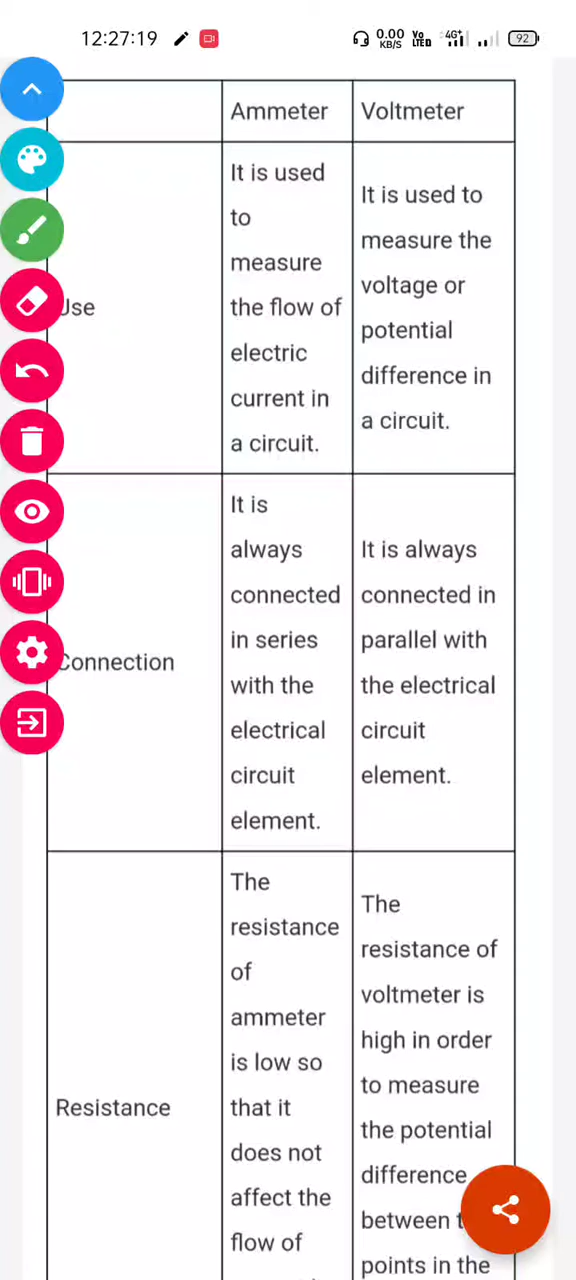 12:27:19
0.00 KB/S
Vo LTED
4G+
92
Ammeter
Voltmeter
Use
It is used
to
measure
the flow of
electric
current in
a circuit.
It is used to
measure the
voltage or
potential
difference in
a circuit.
Connection
It is
always
connected
in series
with the
electrical
circuit
element.
It is always
connected in
parallel with
the electrical
circuit
element.
Resistance
The
resistance
of
ammeter
is low so
that it
does not
affect the
flow of
The
resistance of
voltmeter is
high in order
to measure
the potential
difference
between
points in the